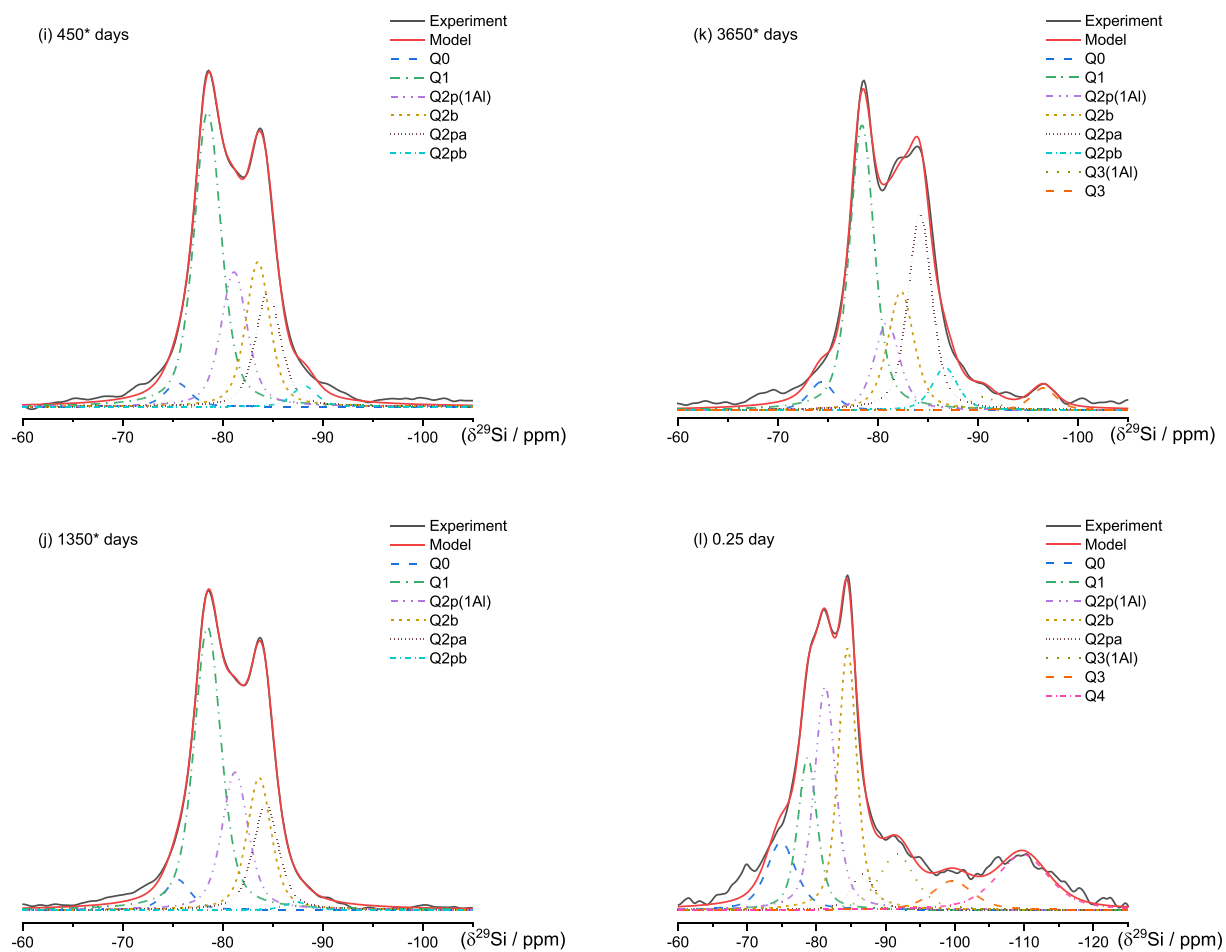 (i) 450* days
Experiment
Model
Q0
Q1
Q2p(1Al)
Q2b
Q2pa
Q2pb
-60
-70
-80
-90
-100
(δ²⁹Si / ppm)
(k) 3650* days
Experiment
Model
Q0
Q1
Q2p(1Al)
Q2b
Q2pa
Q2pb
Q3(1Al)
Q3
-60
-70
-80
-90
-100
(δ²⁹Si / ppm)
(j) 1350* days
Experiment
Model
Q0
Q1
Q2p(1Al)
Q2b
Q2pa
Q2pb
-60
-70
-80
-90
-100
(δ²⁹Si / ppm)
(l) 0.25 day
Experiment
Model
Q0
Q1
Q2p(1Al)
Q2b
Q2pa
Q3(1Al)
Q3
Q4
-60
-70
-80
-90
-100
-110
-120
(δ²⁹Si / ppm)